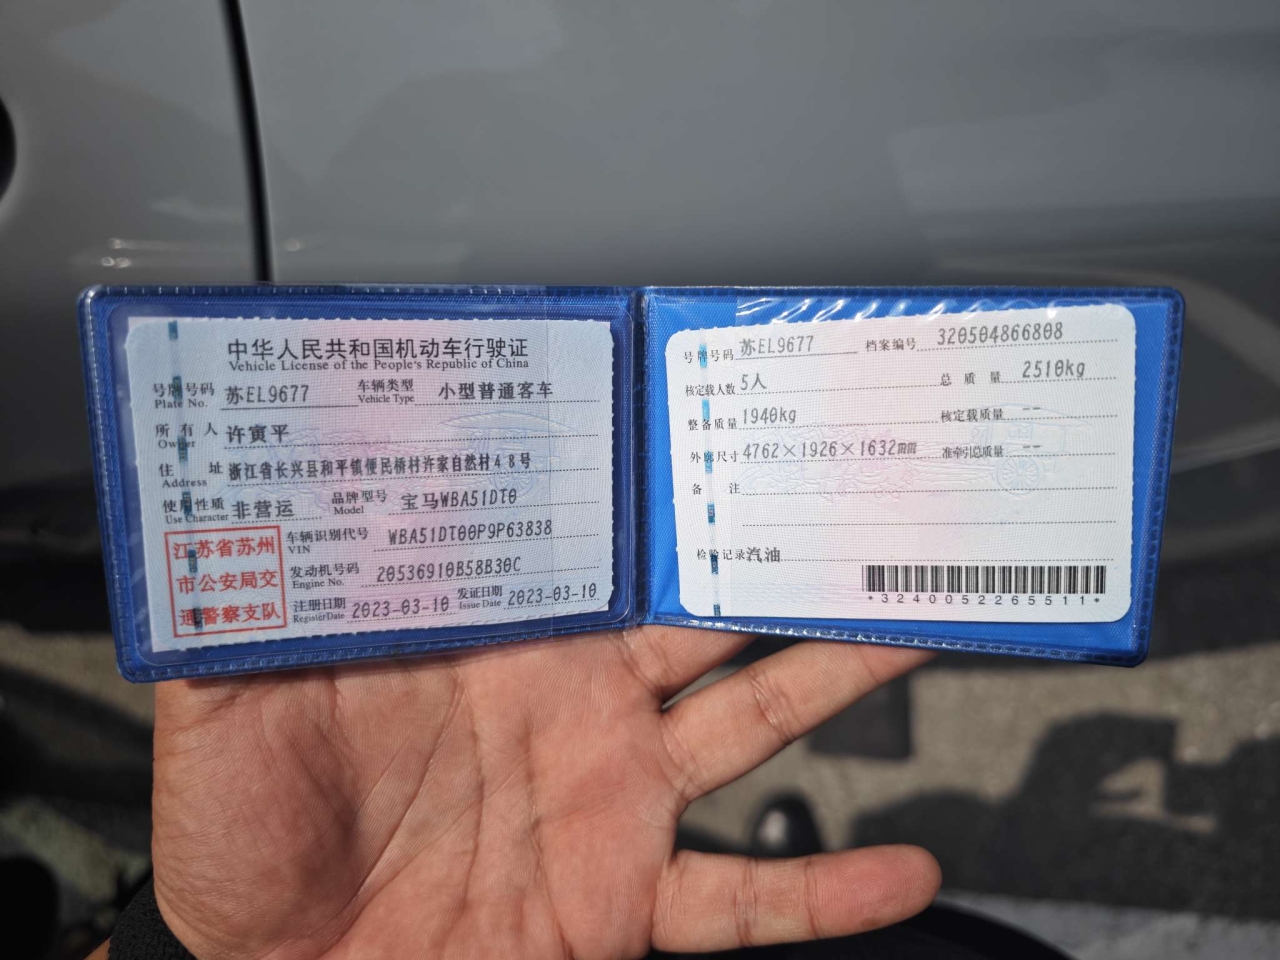 中华人民共和国机动车行驶证
Vehicle License of the People's Republic of China
号牌号码 Plate No. 苏EL9677 车辆类型 Vehicle Type 小型普通客车
所有人 Owner 许寅平
住址 Address 浙江省长兴县和平镇便民桥村许家自然村48号
使用性质 Use Character 非营运 品牌型号 Model 宝马WBA51DT0
江苏省苏州
市公安局交
通警察支队
车辆识别代号 VIN WBA51DT00P9P63838
发动机号码 Engine No. 20536910B58B30C
注册日期 Register Date 2023-03-10 发证日期 Issue Date 2023-03-10
号牌号码 苏EL9677 档案编号 320504866808
核定载人数 5人 总质量 2510kg
整备质量 1940kg 核定载质量 --
外廓尺寸 4762×1926×1632mm 准牵引总质量 --
备注
检验记录 汽油
*3240052265511*